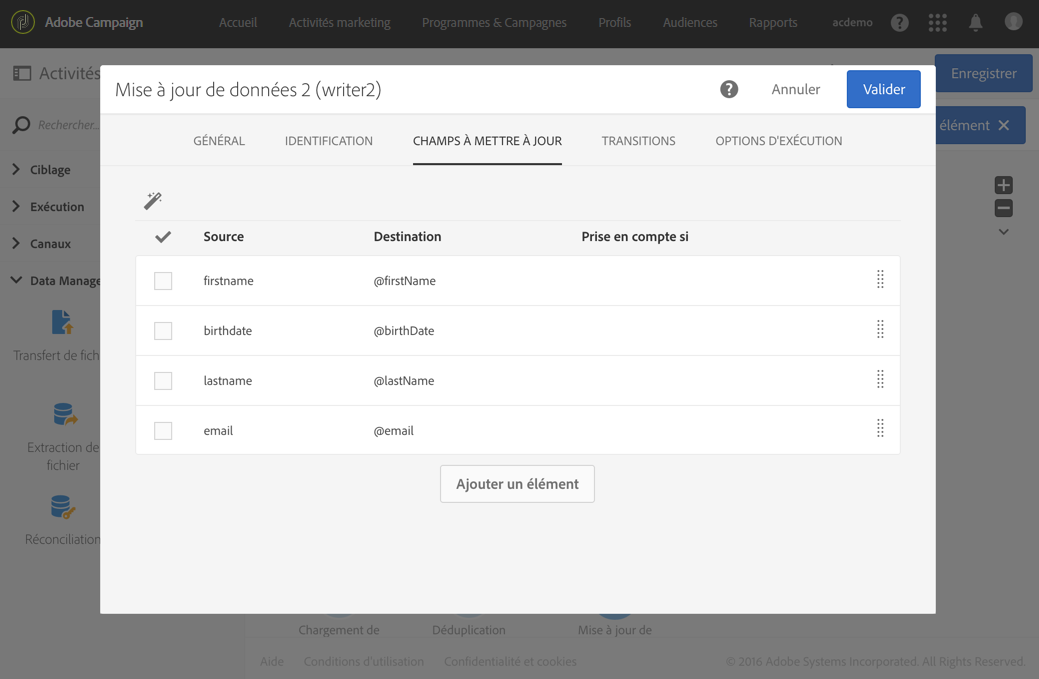 Adobe Campaign
Accueil
Activités marketing
Programmes & Campagnes
Profils
Audiences
Rapports
acdemo
Activités
Enregistrer
Mise à jour de données 2 (writer2)
Annuler
Valider
Rechercher...
élément
GÉNÉRAL
IDENTIFICATION
CHAMPS À METTRE À JOUR
TRANSITIONS
OPTIONS D'EXÉCUTION
Ciblage
Exécution
Canaux
Data Manage
Transfert de fich
Extraction de
fichier
Réconciliation
Source
Destination
Prise en compte si
firstname
@firstName
birthdate
@birthDate
lastname
@lastName
email
@email
Ajouter un élément
Chargement de
Déduplication
Mise à jour de
Aide
Conditions d'utilisation
Confidentialité et cookies
© 2016 Adobe Systems Incorporated. All Rights Reserved.